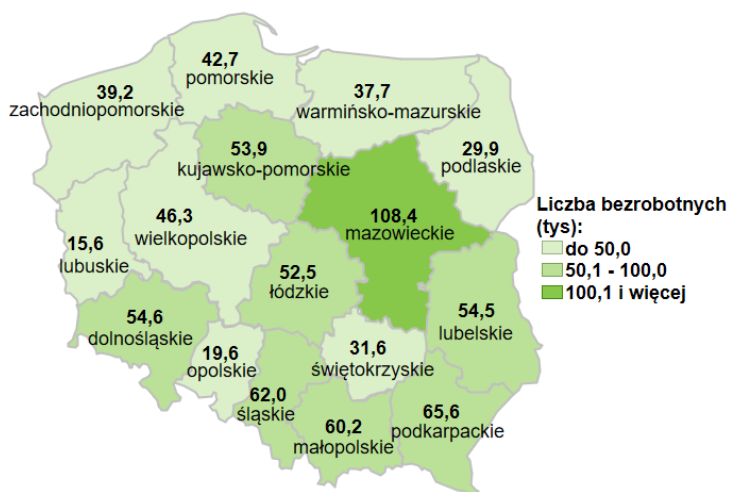 42,7
pomorskie
39,2
zachodniopomorskie
37,7
warmińsko-mazurskie
53,9
kujawsko-pomorskie
29,9
podlaskie
46,3
wielkopolskie
108,4
mazowieckie
15,6
lubuskie
52,5
łódzkie
54,6
dolnośląskie
54,5
lubelskie
19,6
opolskie
31,6
świętokrzyskie
62,0
śląskie
60,2
małopolskie
65,6
podkarpackie
Liczba bezrobotnych
(tys):
do 50,0
50,1 - 100,0
100,1 i więcej